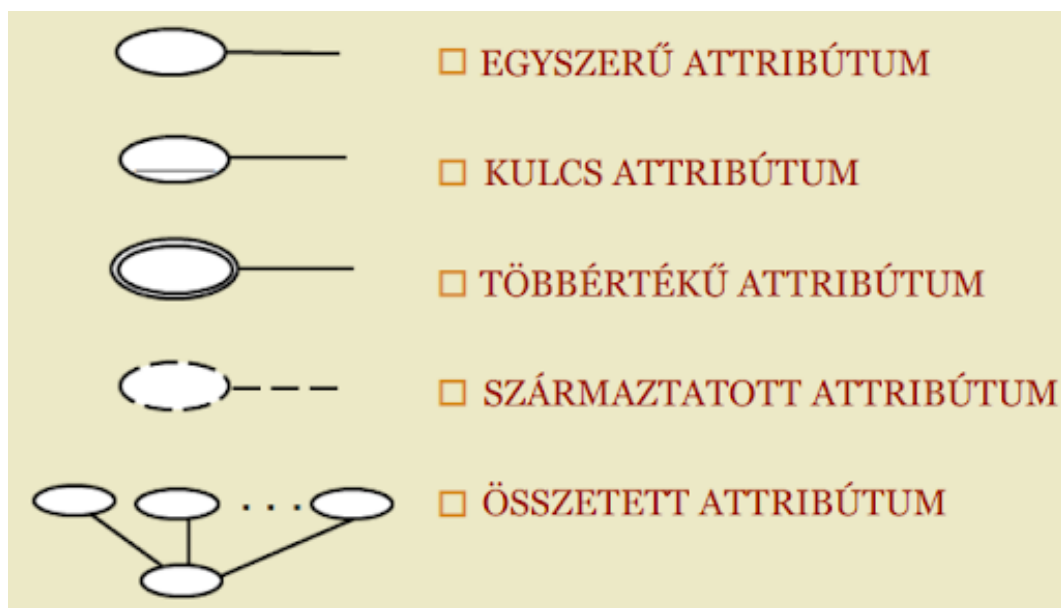 EGYSZERŰ ATTRIBÚTUM
KULCS ATTRIBÚTUM
TÖBBÉRTÉKŰ ATTRIBÚTUM
SZÁRMAZTATOTT ATTRIBÚTUM
. . .
ÖSSZETETT ATTRIBÚTUM